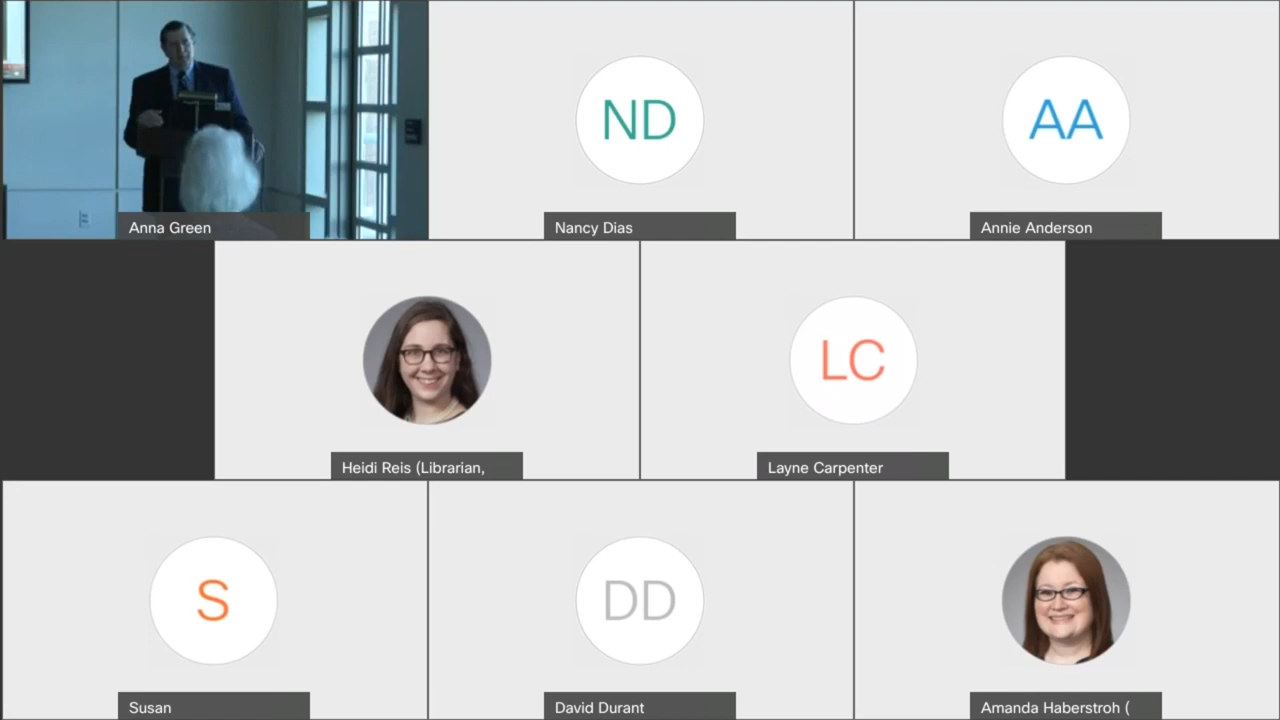 Anna Green
ND
Nancy Dias
AA
Annie Anderson
Heidi Reis (Librarian,
LC
Layne Carpenter
S
Susan
DD
David Durant
Amanda Haberstroh (